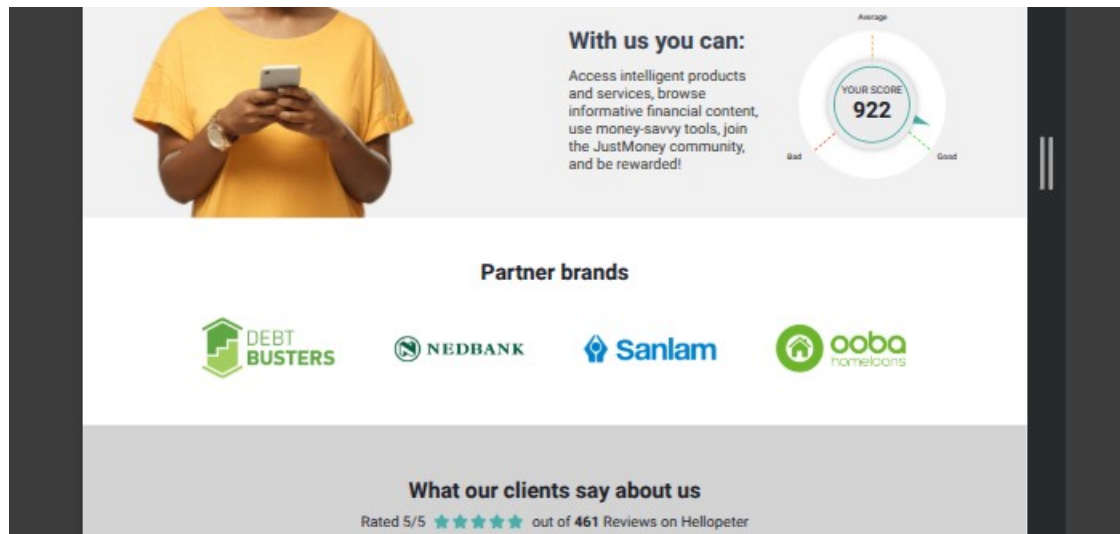 With us you can:
Access intelligent products
and services, browse
informative financial content,
use money-savvy tools, join
the JustMoney community,
and be rewarded!
Average
YOUR SCORE
922
Bad
Good
Partner brands
DEBT
BUSTERS
NEDBANK
Sanlam
ooba
homeloans
What our clients say about us
Rated 5/5 out of 461 Reviews on Hellopeter